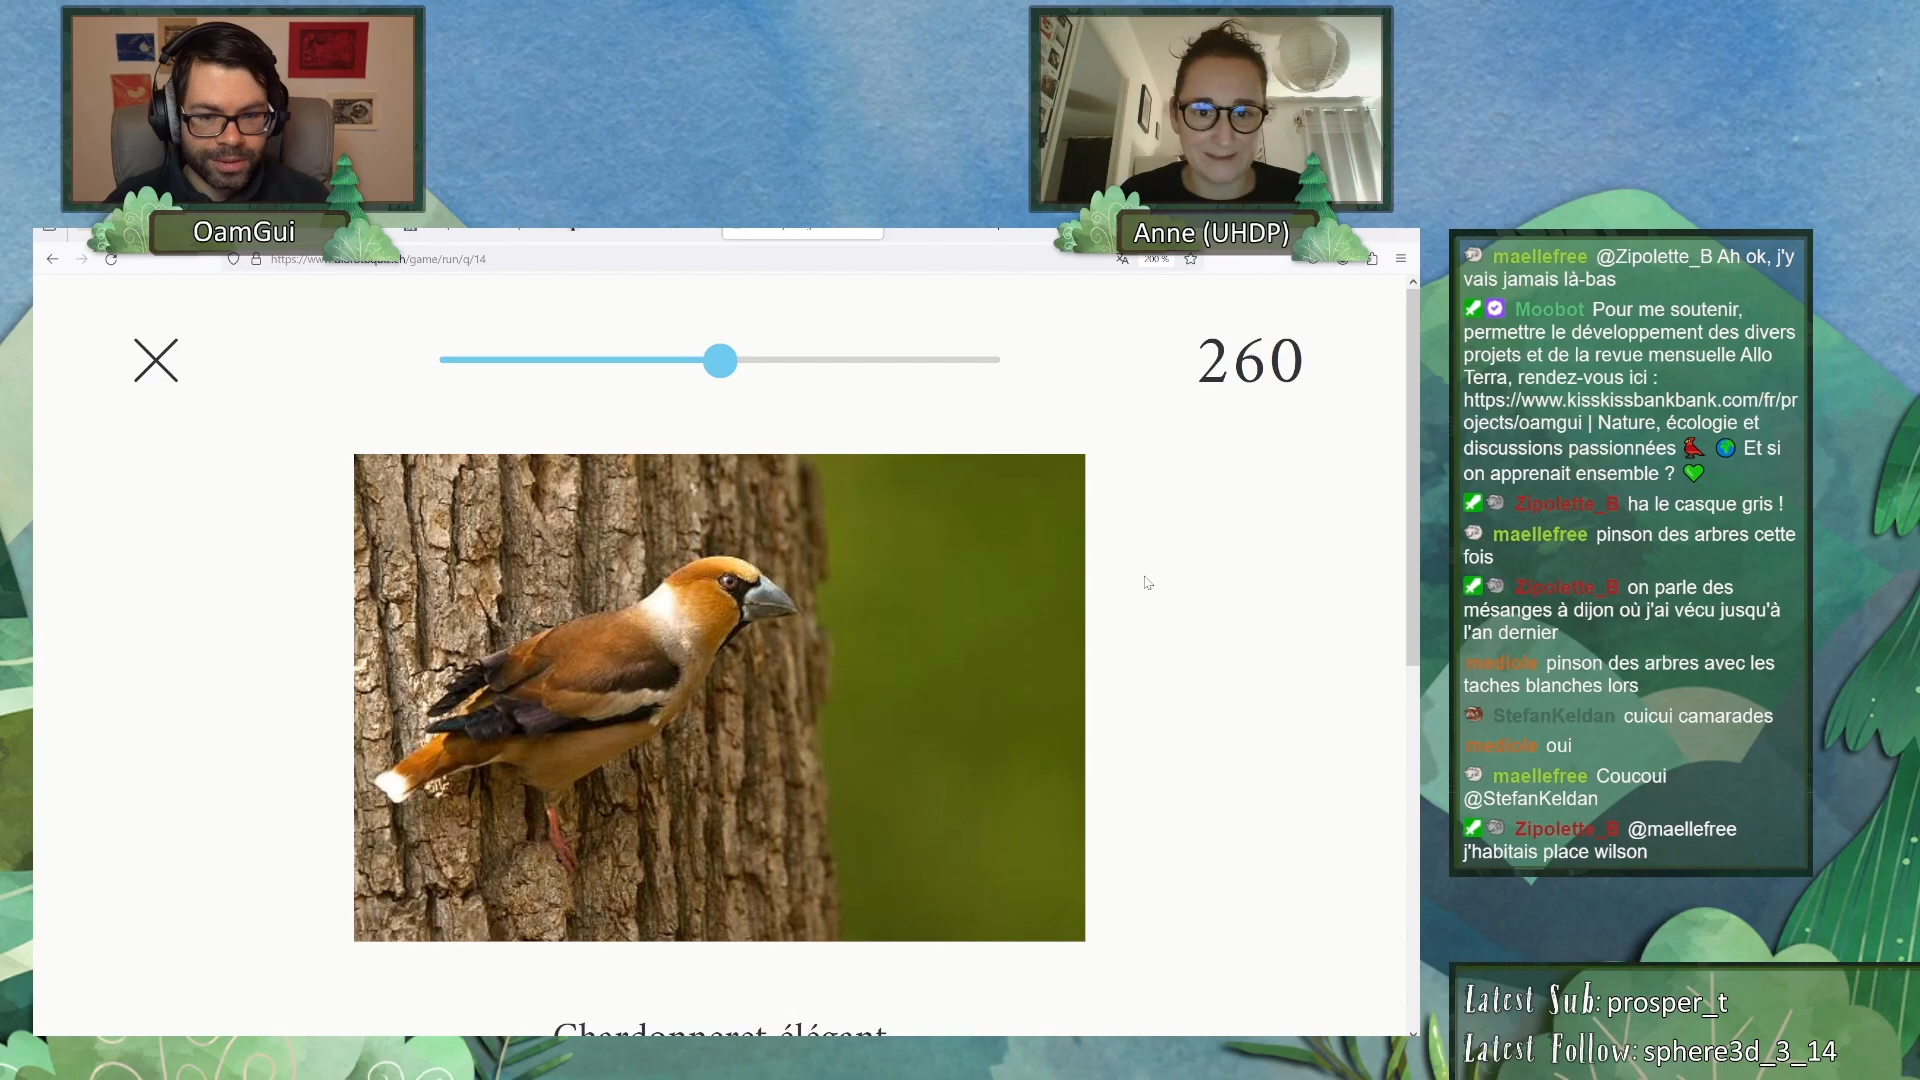 OamGui
Anne (UHDP)
/game/run/q/14
200 %
260
Chardonneret élégant
maellefree @Zipolette_B Ah ok, j'y
vais jamais là-bas
Moobot Pour me soutenir,
permettre le développement des divers
projets et de la revue mensuelle Allo
Terra, rendez-vous ici :
https://www.kisskissbankbank.com/fr/pr
ojects/oamgui | Nature, écologie et
discussions passionnées 🦜 🌍 Et si
on apprenait ensemble ? 💚
Zipolette_B ha le casque gris !
maellefree pinson des arbres cette
fois
Zipolette_B on parle des
mésanges à dijon où j'ai vécu jusqu'à
l'an dernier
mediole pinson des arbres avec les
taches blanches lors
StefanKeldan cuicui camarades
mediole oui
maellefree Coucoui
@StefanKeldan
Zipolette_B @maellefree
j'habitais place wilson
Latest Sub: prosper_t
Latest Follow: sphere3d_3_14